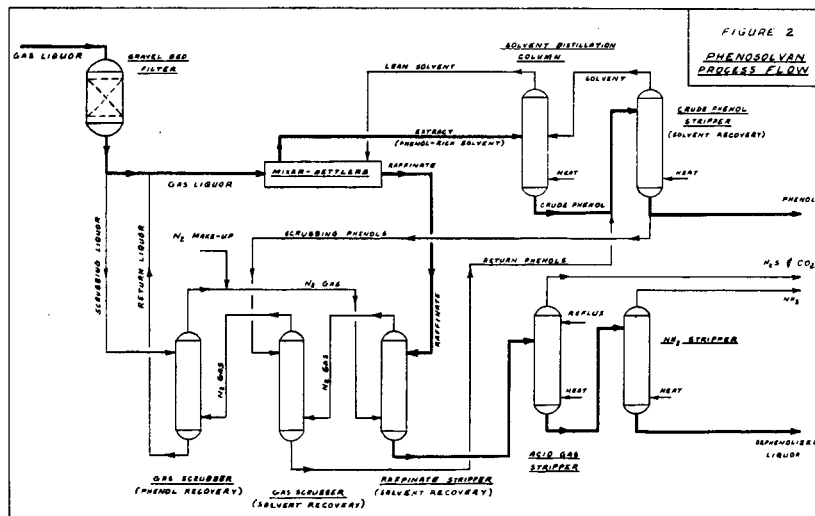 FIGURE 2
PHENOSOLVAN
PROCESS FLOW
GAS LIQUOR
GRAVEL BED
FILTER
SOLVENT DISTILLATION
COLUMN
LEAN SOLVENT
SOLVENT
CRUDE PHENOL
STRIPPER
(SOLVENT RECOVERY)
EXTRACT
(PHENOL-RICH SOLVENT)
RAFFINATE
MIXER-SETTLERS
GAS LIQUOR
HEAT
HEAT
CRUDE PHENOL
PHENOL
SCRUBBING LIQUOR
RETURN LIQUOR
N₂ MAKE-UP
SCRUBBING PHENOLS
RETURN PHENOLS
RAFFINATE
N₂ GAS
H₂S & CO₂
NH₃
REFLUX
NH₃ STRIPPER
N₂ GAS
N₂ GAS
HEAT
HEAT
DEPHENOLIZED
LIQUOR
ACID GAS
STRIPPER
GAS SCRUBBER
(PHENOL RECOVERY)
GAS SCRUBBER
(SOLVENT RECOVERY)
RAFFINATE STRIPPER
(SOLVENT RECOVERY)